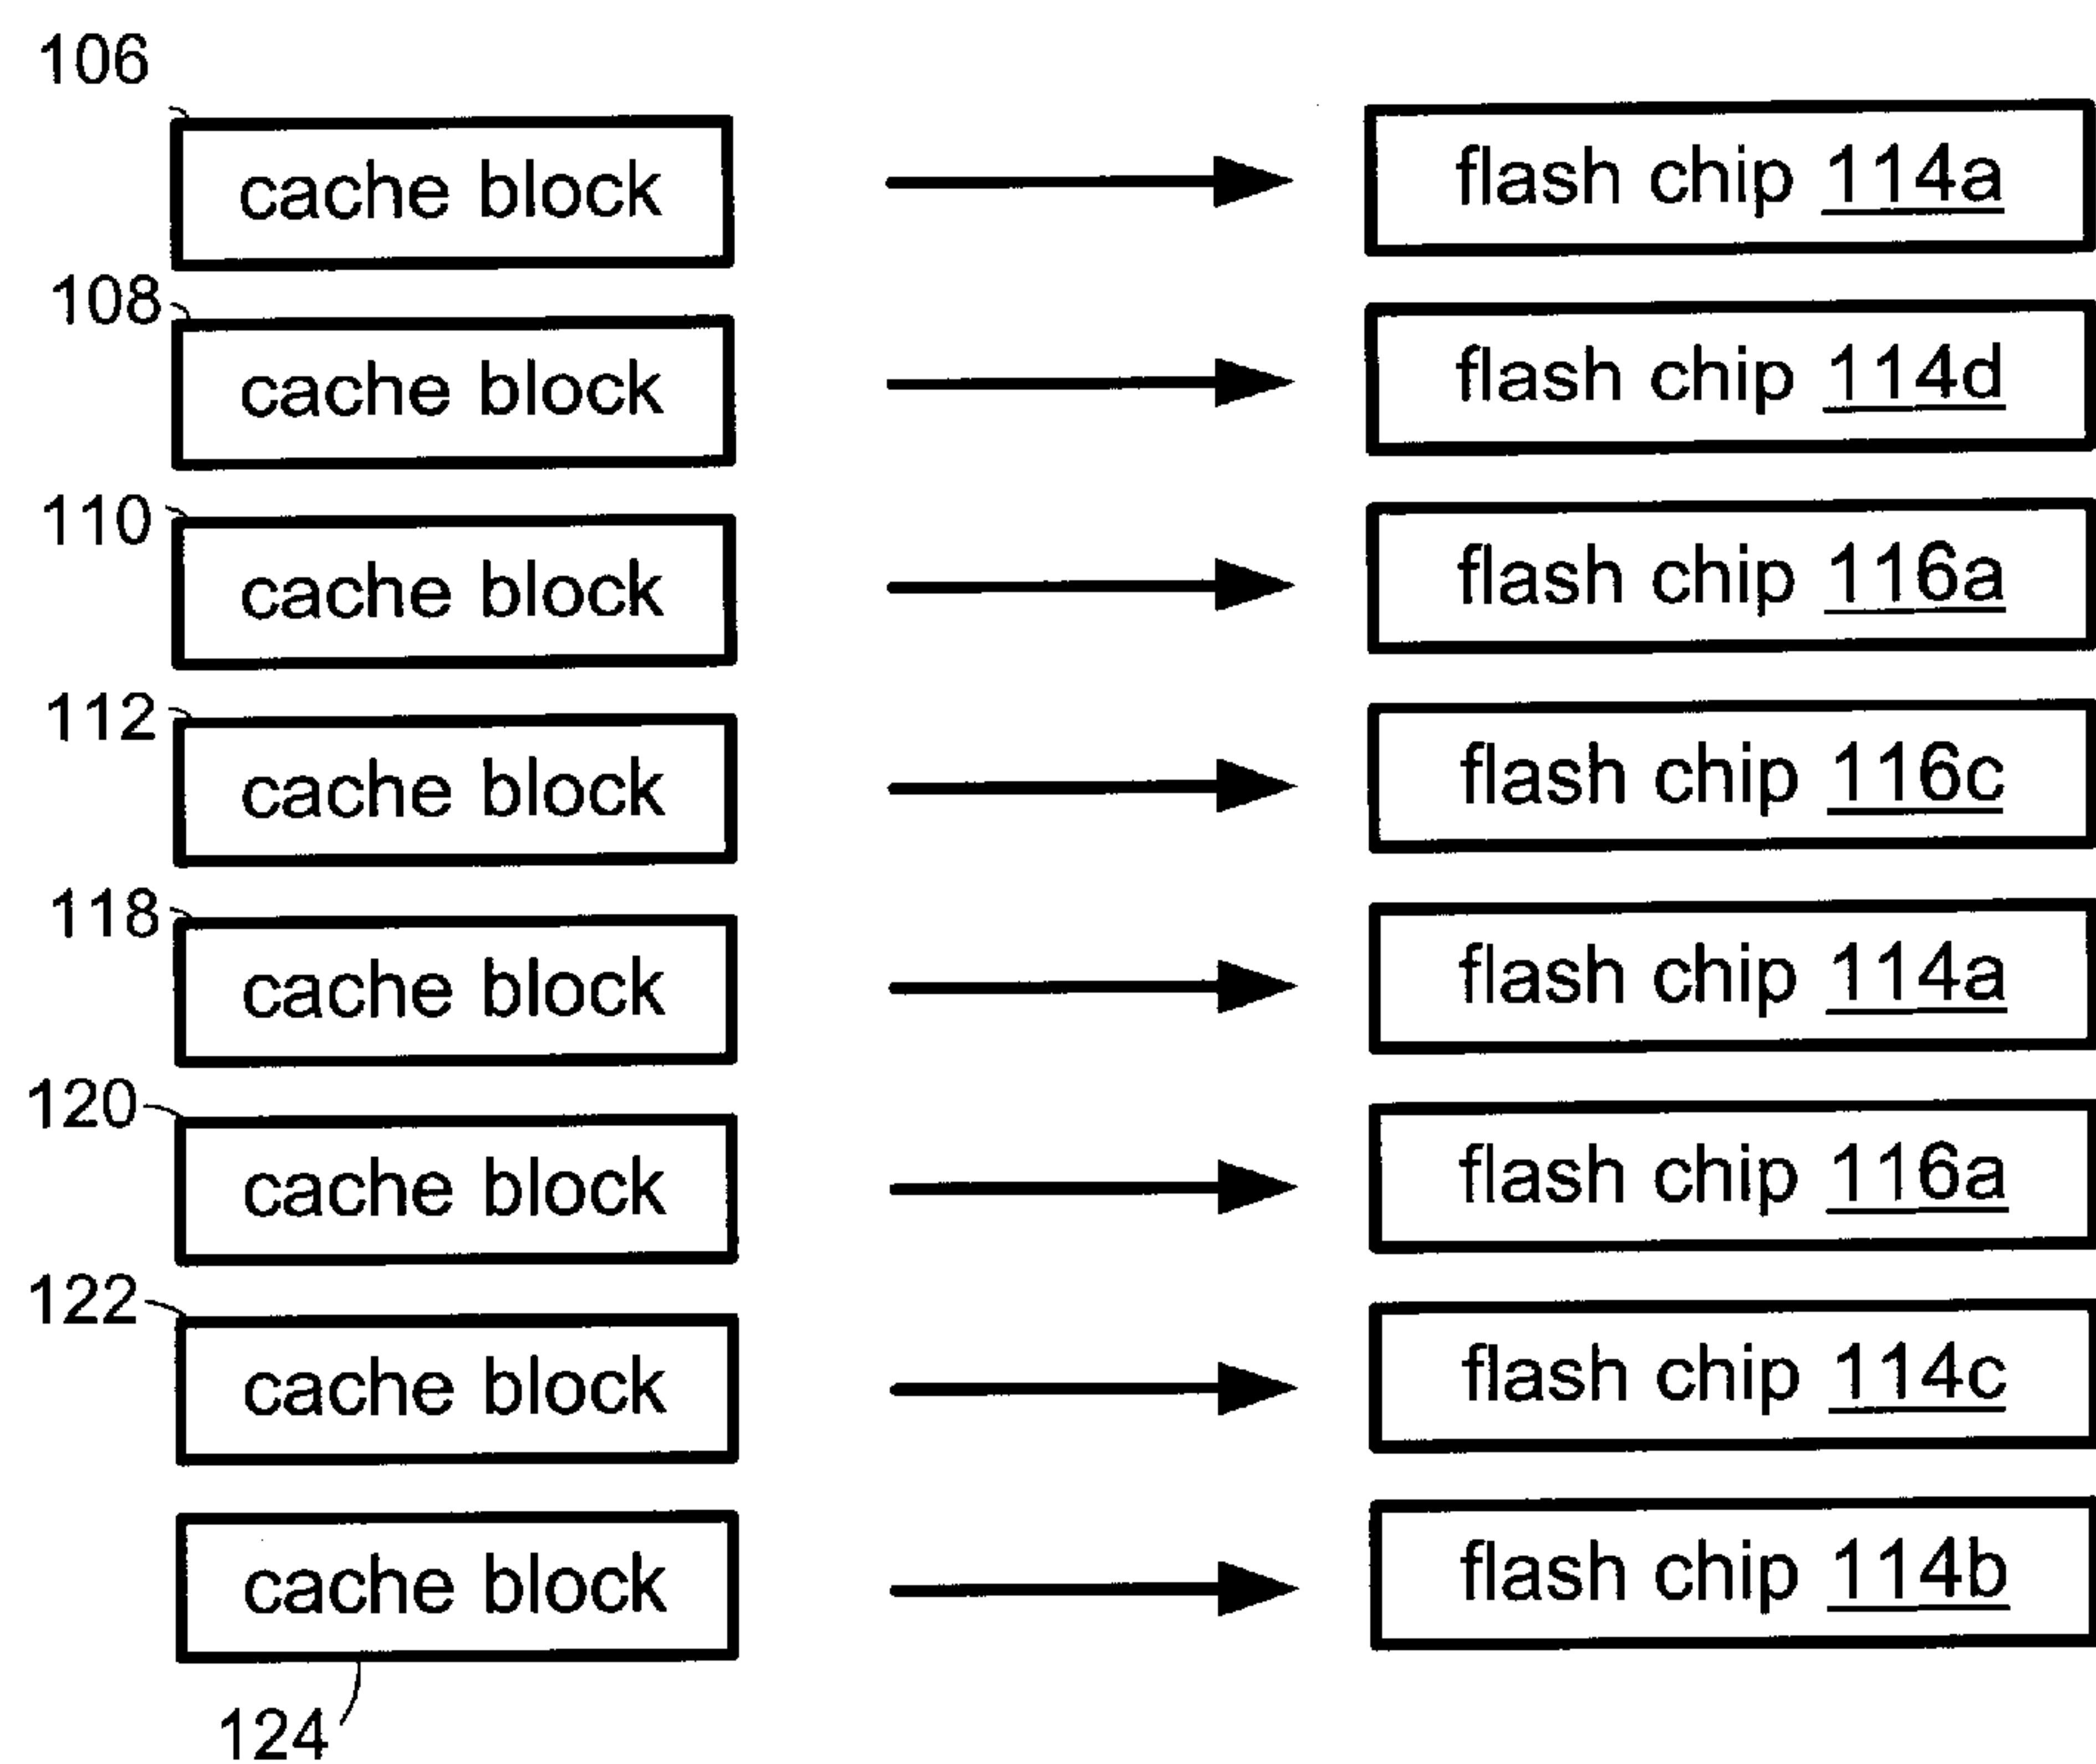 106
cache block flash chip 114a
108
cache block flash chip 114d
110
cache block flash chip 116a
112
cache block flash chip 116c
118
cache block flash chip 114a
120
cache block flash chip 116a
122
cache block flash chip 114c
cache block flash chip 114b
124